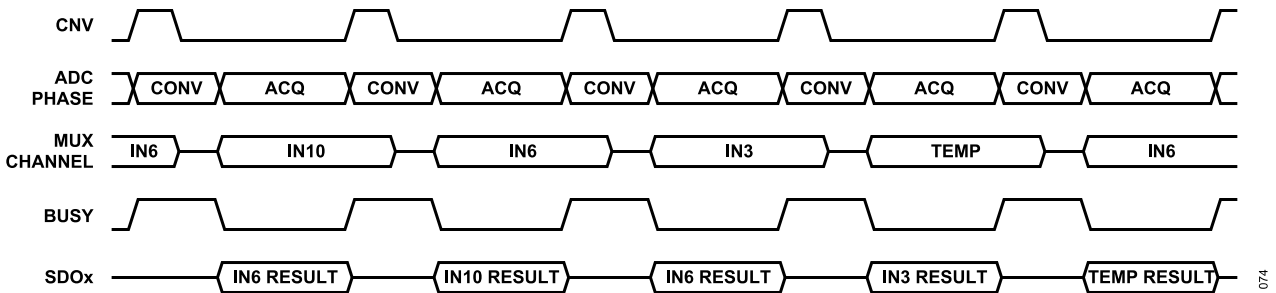 CNV
ADC PHASE CONV ACQ CONV ACQ CONV ACQ CONV ACQ CONV ACQ
MUX CHANNEL IN6 IN10 IN6 IN3 TEMP IN6
BUSY
SDOx IN6 RESULT IN10 RESULT IN6 RESULT IN3 RESULT TEMP RESULT
074